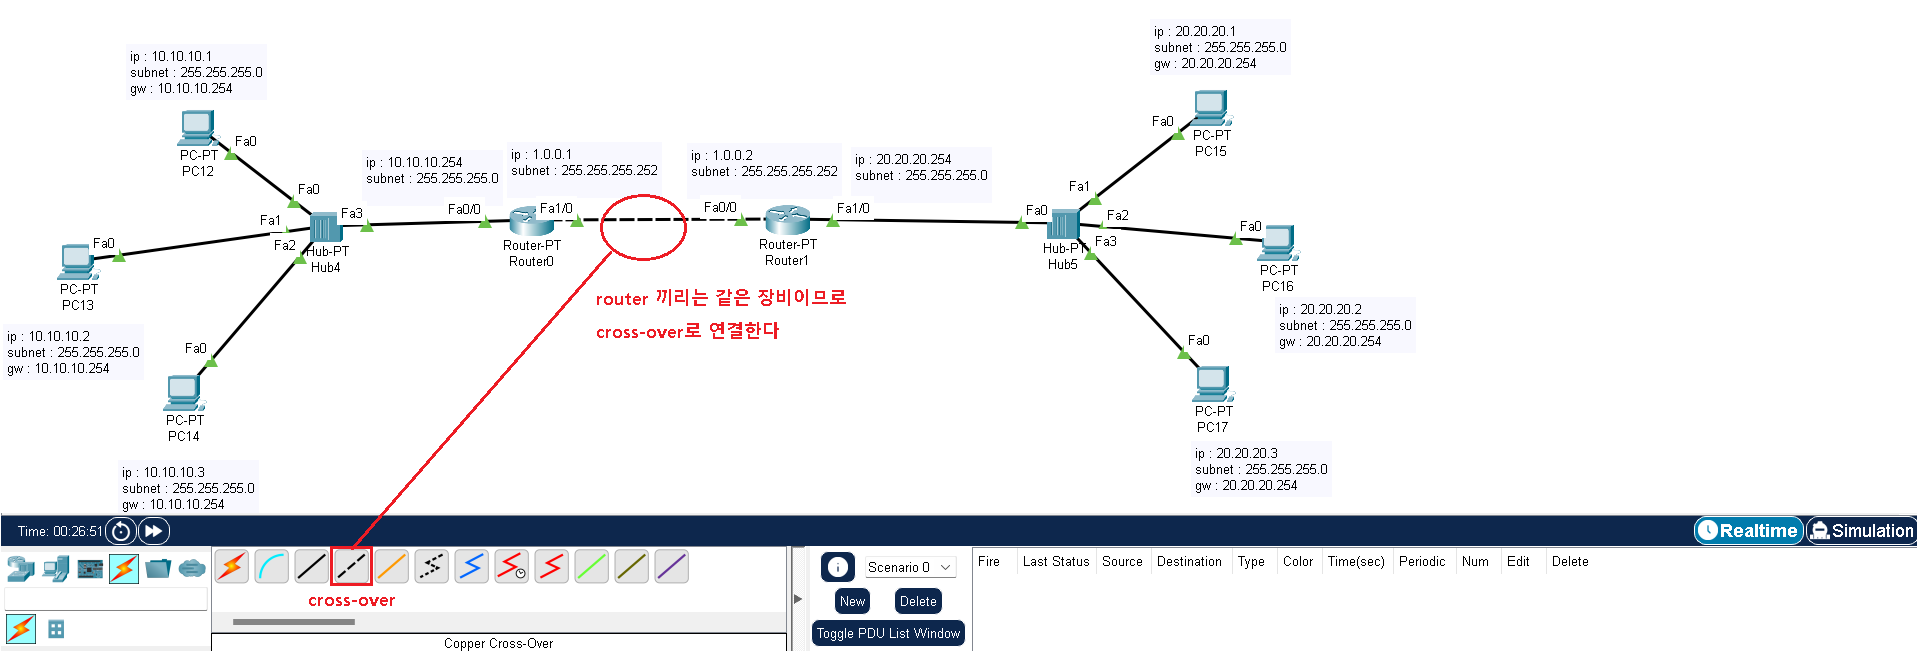 ip : 10.10.10.1
subnet : 255.255.255.0
gw : 10.10.10.254
Fa0
PC-PT
PC12
Fa0
Fa1
Fa2
Fa3
Hub-PT
Hub4
Fa0
PC-PT
PC13
ip : 10.10.10.2
subnet : 255.255.255.0
gw : 10.10.10.254
Fa0
PC-PT
PC14
ip : 10.10.10.3
subnet : 255.255.255.0
gw : 10.10.10.254
ip : 10.10.10.254
subnet : 255.255.255.0
ip : 1.0.0.1
subnet : 255.255.255.252
Fa0/0
Fa1/0
Router-PT
Router0
ip : 1.0.0.2
subnet : 255.255.255.252
ip : 20.20.20.254
subnet : 255.255.255.0
Fa0/0
Fa1/0
Router-PT
Router1
router 끼리는 같은 장비이므로
cross-over로 연결한다
ip : 20.20.20.1
subnet : 255.255.255.0
gw : 20.20.20.254
Fa0
PC-PT
PC15
Fa1
Fa0
Fa2
Fa3
Hub-PT
Hub5
Fa0
PC-PT
PC16
ip : 20.20.20.2
subnet : 255.255.255.0
gw : 20.20.20.254
Fa0
PC-PT
PC17
ip : 20.20.20.3
subnet : 255.255.255.0
gw : 20.20.20.254
Time: 00:26:51
Realtime
Simulation
cross-over
Copper Cross-Over
Scenario 0
New
Delete
Toggle PDU List Window
Fire Last Status Source Destination Type Color Time(sec) Periodic Num Edit Delete